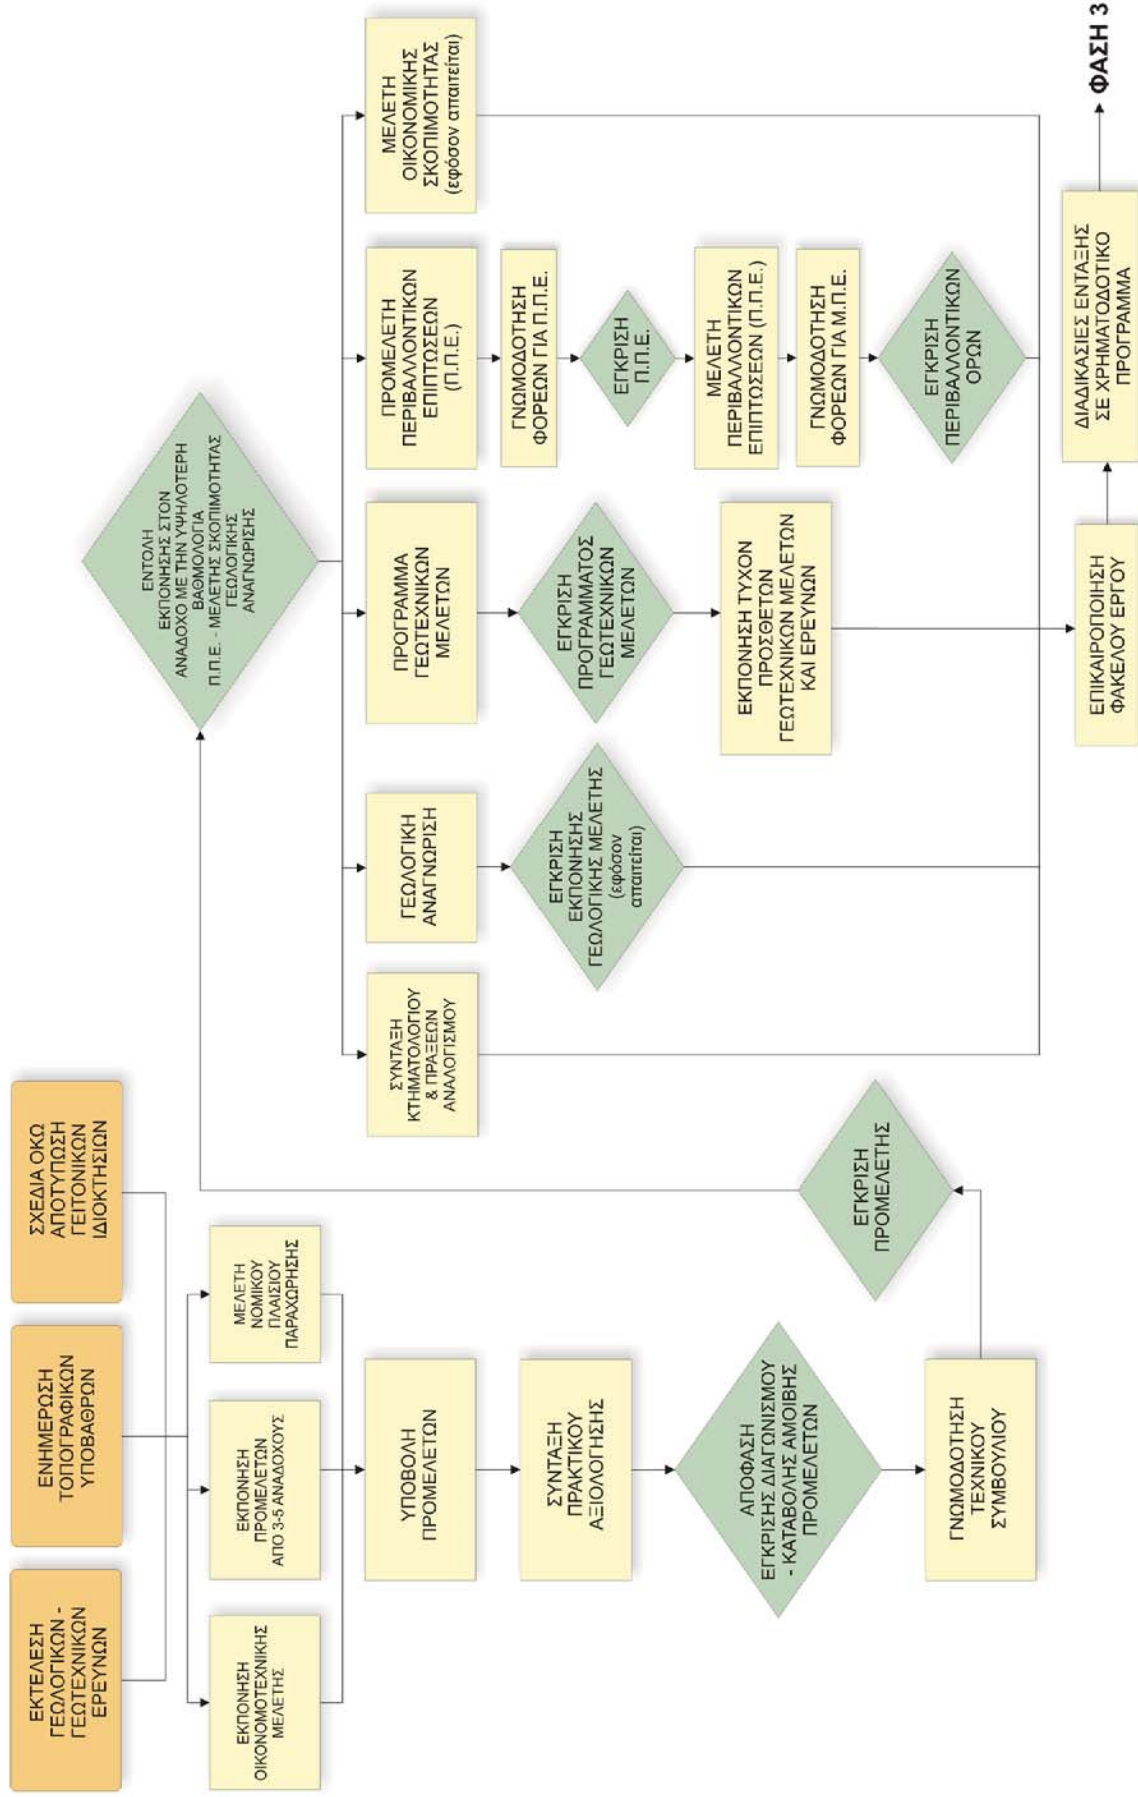 ΕΚΤΕΛΕΣΗ
ΓΕΩΛΟΓΙΚΩΝ -
ΓΕΩΤΕΧΝΙΚΩΝ
ΕΡΕΥΝΩΝ
ΕΝΗΜΕΡΩΣΗ
ΤΟΠΟΓΡΑΦΙΚΩΝ
ΥΠΟΒΑΘΡΩΝ
ΣΧΕΔΙΑ ΟΚΩ
ΑΠΟΤΥΠΩΣΗ
ΓΕΙΤΟΝΙΚΩΝ
ΙΔΙΟΚΤΗΣΙΩΝ
ΕΚΠΟΝΗΣΗ
ΟΙΚΟΝΟΜΟΤΕΧΝΙΚΗΣ
ΜΕΛΕΤΗΣ
ΕΚΠΟΝΗΣΗ
ΠΡΟΜΕΛΕΤΩΝ
ΑΠΟ 3-5 ΑΝΑΔΟΧΟΥΣ
ΜΕΛΕΤΗ
ΝΟΜΙΚΟΥ
ΠΛΑΙΣΙΟΥ
ΠΑΡΑΧΩΡΗΣΗΣ
ΥΠΟΒΟΛΗ
ΠΡΟΜΕΛΕΤΩΝ
ΣΥΝΤΑΞΗ
ΠΡΑΚΤΙΚΟΥ
ΑΞΙΟΛΟΓΗΣΗΣ
ΑΠΟΦΑΣΗ
ΕΓΚΡΙΣΗΣ ΔΙΑΓΩΝΙΣΜΟΥ
- ΚΑΤΑΒΟΛΗΣ ΑΜΟΙΒΗΣ
ΠΡΟΜΕΛΕΤΩΝ
ΓΝΩΜΟΔΟΤΗΣΗ
ΤΕΧΝΙΚΟΥ
ΣΥΜΒΟΥΛΙΟΥ
ΕΓΚΡΙΣΗ
ΠΡΟΜΕΛΕΤΗΣ
ΕΝΤΟΛΗ
ΕΚΠΟΝΗΣΗΣ ΣΤΟΝ
ΑΝΑΔΟΧΟ ΜΕ ΤΗΝ ΥΨΗΛΟΤΕΡΗ
ΒΑΘΜΟΛΟΓΙΑ
Π.Π.Ε. - ΜΕΛΕΤΗΣ ΣΚΟΠΙΜΟΤΗΤΑΣ
ΓΕΩΛΟΓΙΚΗΣ
ΑΝΑΓΝΩΡΙΣΗΣ
ΣΥΝΤΑΞΗ
ΚΤΗΜΑΤΟΛΟΓΙΟΥ
& ΠΡΑΞΕΩΝ
ΑΝΑΛΟΓΙΣΜΟΥ
ΓΕΩΛΟΓΙΚΗ
ΑΝΑΓΝΩΡΙΣΗ
ΕΓΚΡΙΣΗ
ΕΚΠΟΝΗΣΗΣ
ΓΕΩΛΟΓΙΚΗΣ ΜΕΛΕΤΗΣ
(εφόσον
απαιτείται)
ΠΡΟΓΡΑΜΜΑ
ΓΕΩΤΕΧΝΙΚΩΝ
ΜΕΛΕΤΩΝ
ΕΓΚΡΙΣΗ
ΠΡΟΓΡΑΜΜΑΤΟΣ
ΓΕΩΤΕΧΝΙΚΩΝ
ΜΕΛΕΤΩΝ
ΕΚΠΟΝΗΣΗ ΤΥΧΟΝ
ΠΡΟΣΘΕΤΩΝ
ΓΕΩΤΕΧΝΙΚΩΝ ΜΕΛΕΤΩΝ
ΚΑΙ ΕΡΕΥΝΩΝ
ΠΡΟΜΕΛΕΤΗ
ΠΕΡΙΒΑΛΛΟΝΤΙΚΩΝ
ΕΠΙΠΤΩΣΕΩΝ
(Π.Π.Ε.)
ΓΝΩΜΟΔΟΤΗΣΗ
ΦΟΡΕΩΝ ΓΙΑ Π.Π.Ε.
ΕΓΚΡΙΣΗ
Π.Π.Ε.
ΜΕΛΕΤΗ
ΠΕΡΙΒΑΛΛΟΝΤΙΚΩΝ
ΕΠΙΠΤΩΣΕΩΝ (Π.Π.Ε.)
ΓΝΩΜΟΔΟΤΗΣΗ
ΦΟΡΕΩΝ ΓΙΑ Μ.Π.Ε.
ΕΓΚΡΙΣΗ
ΠΕΡΙΒΑΛΛΟΝΤΙΚΩΝ
ΟΡΩΝ
ΜΕΛΕΤΗ
ΟΙΚΟΝΟΜΙΚΗΣ
ΣΚΟΠΙΜΟΤΗΤΑΣ
(εφόσον απαιτείται)
ΕΠΙΚΑΙΡΟΠΟΙΗΣΗ
ΦΑΚΕΛΟΥ ΕΡΓΟΥ
ΔΙΑΔΙΚΑΣΙΕΣ ΕΝΤΑΞΗΣ
ΣΕ ΧΡΗΜΑΤΟΔΟΤΙΚΟ
ΠΡΟΓΡΑΜΜΑ
ΦΑΣΗ 3